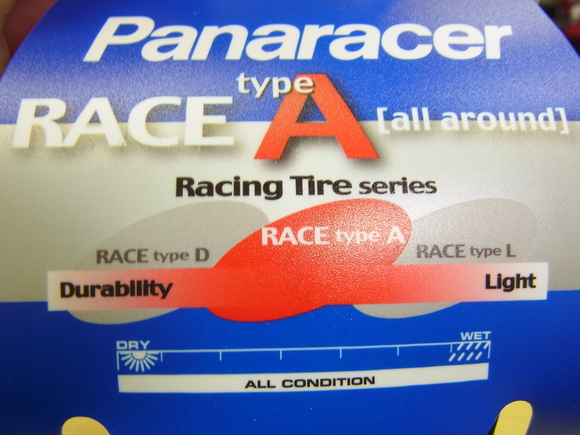 Panaracer
RACE type A [all around]
Racing Tire series
RACE type D RACE type A RACE type L
Durability Light
DRY WET
ALL CONDITION